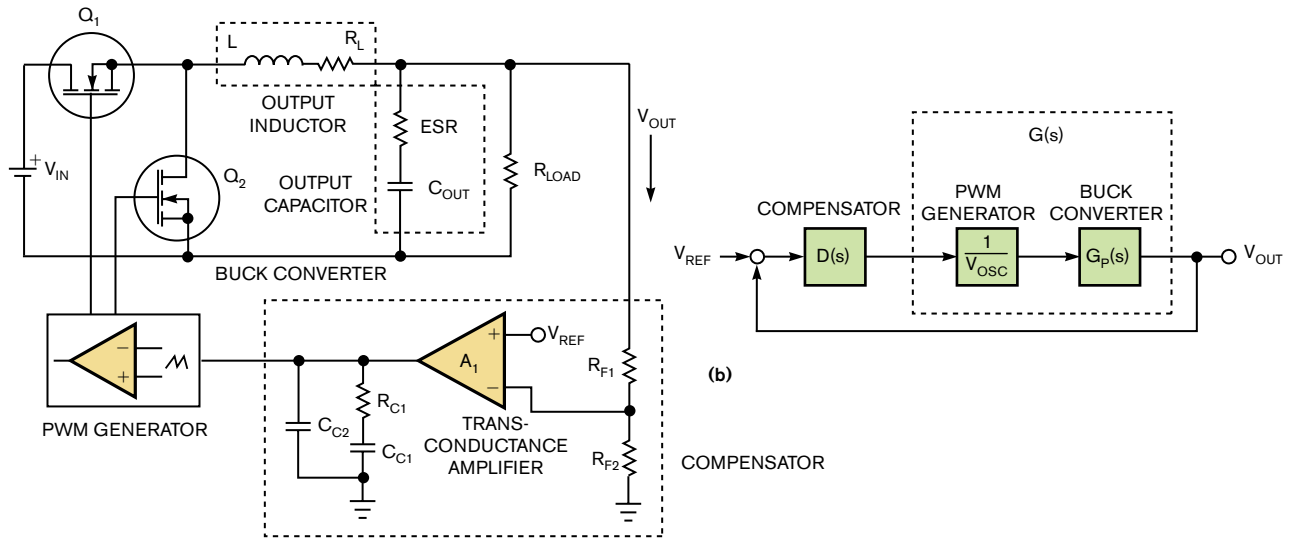 Q1
L
RL
OUTPUT
INDUCTOR
ESR
VOUT
+
VIN
Q2
OUTPUT
CAPACITOR
COUT
RLOAD
BUCK CONVERTER
PWM GENERATOR
−
+
CC2
RC1
CC1
A1
+
−
VREF
TRANS-
CONDUCTANCE
AMPLIFIER
RF1
RF2
COMPENSATOR
(b)
G(s)
COMPENSATOR
PWM
GENERATOR
BUCK
CONVERTER
VREF
D(s)
1
VOSC
GP(s)
VOUT